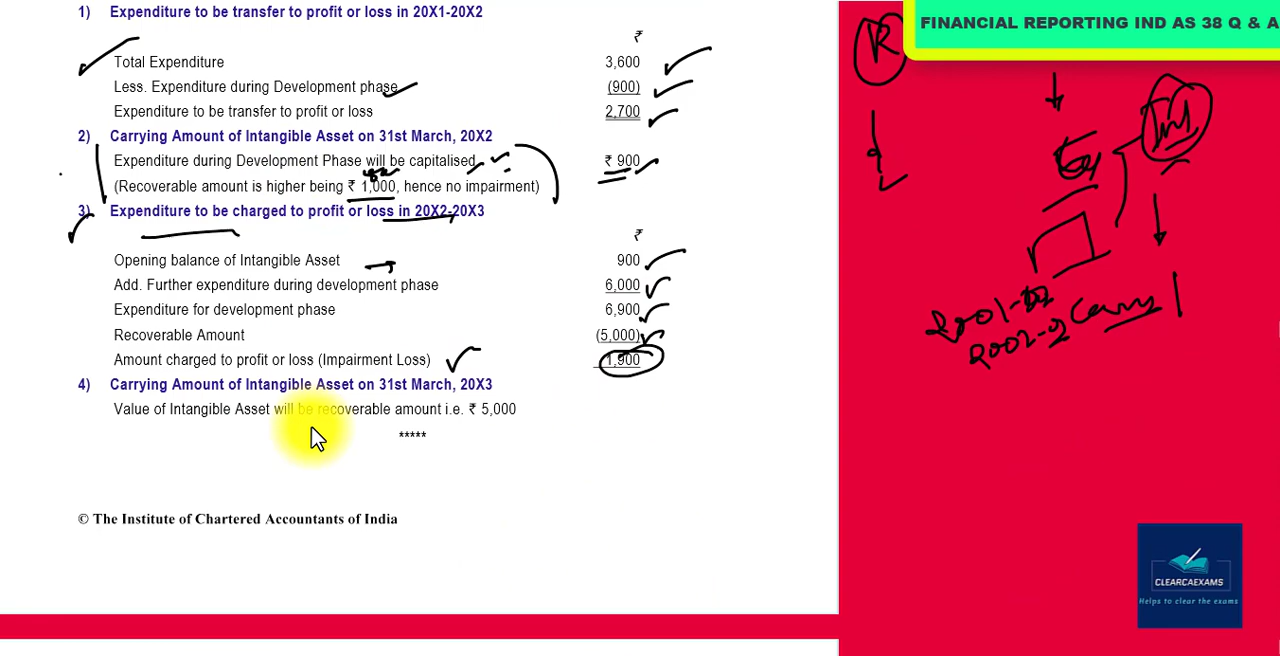 1) Expenditure to be transfer to profit or loss in 20X1-20X2
₹
Total Expenditure 3,600
Less. Expenditure during Development phase (900)
Expenditure to be transfer to profit or loss 2,700
2) Carrying Amount of Intangible Asset on 31st March, 20X2
Expenditure during Development Phase will be capitalised ₹ 900
(Recoverable amount is higher being ₹ 1,000, hence no impairment)
3) Expenditure to be charged to profit or loss in 20X2-20X3
₹
Opening balance of Intangible Asset 900
Add. Further expenditure during development phase 6,000
Expenditure for development phase 6,900
Recoverable Amount (5,000)
Amount charged to profit or loss (Impairment Loss) 1,900
4) Carrying Amount of Intangible Asset on 31st March, 20X3
Value of Intangible Asset will be recoverable amount i.e. ₹ 5,000
*****
© The Institute of Chartered Accountants of India
FINANCIAL REPORTING IND AS 38 Q & A
R
CLEARCAEXAMS
Helps to clear the exams